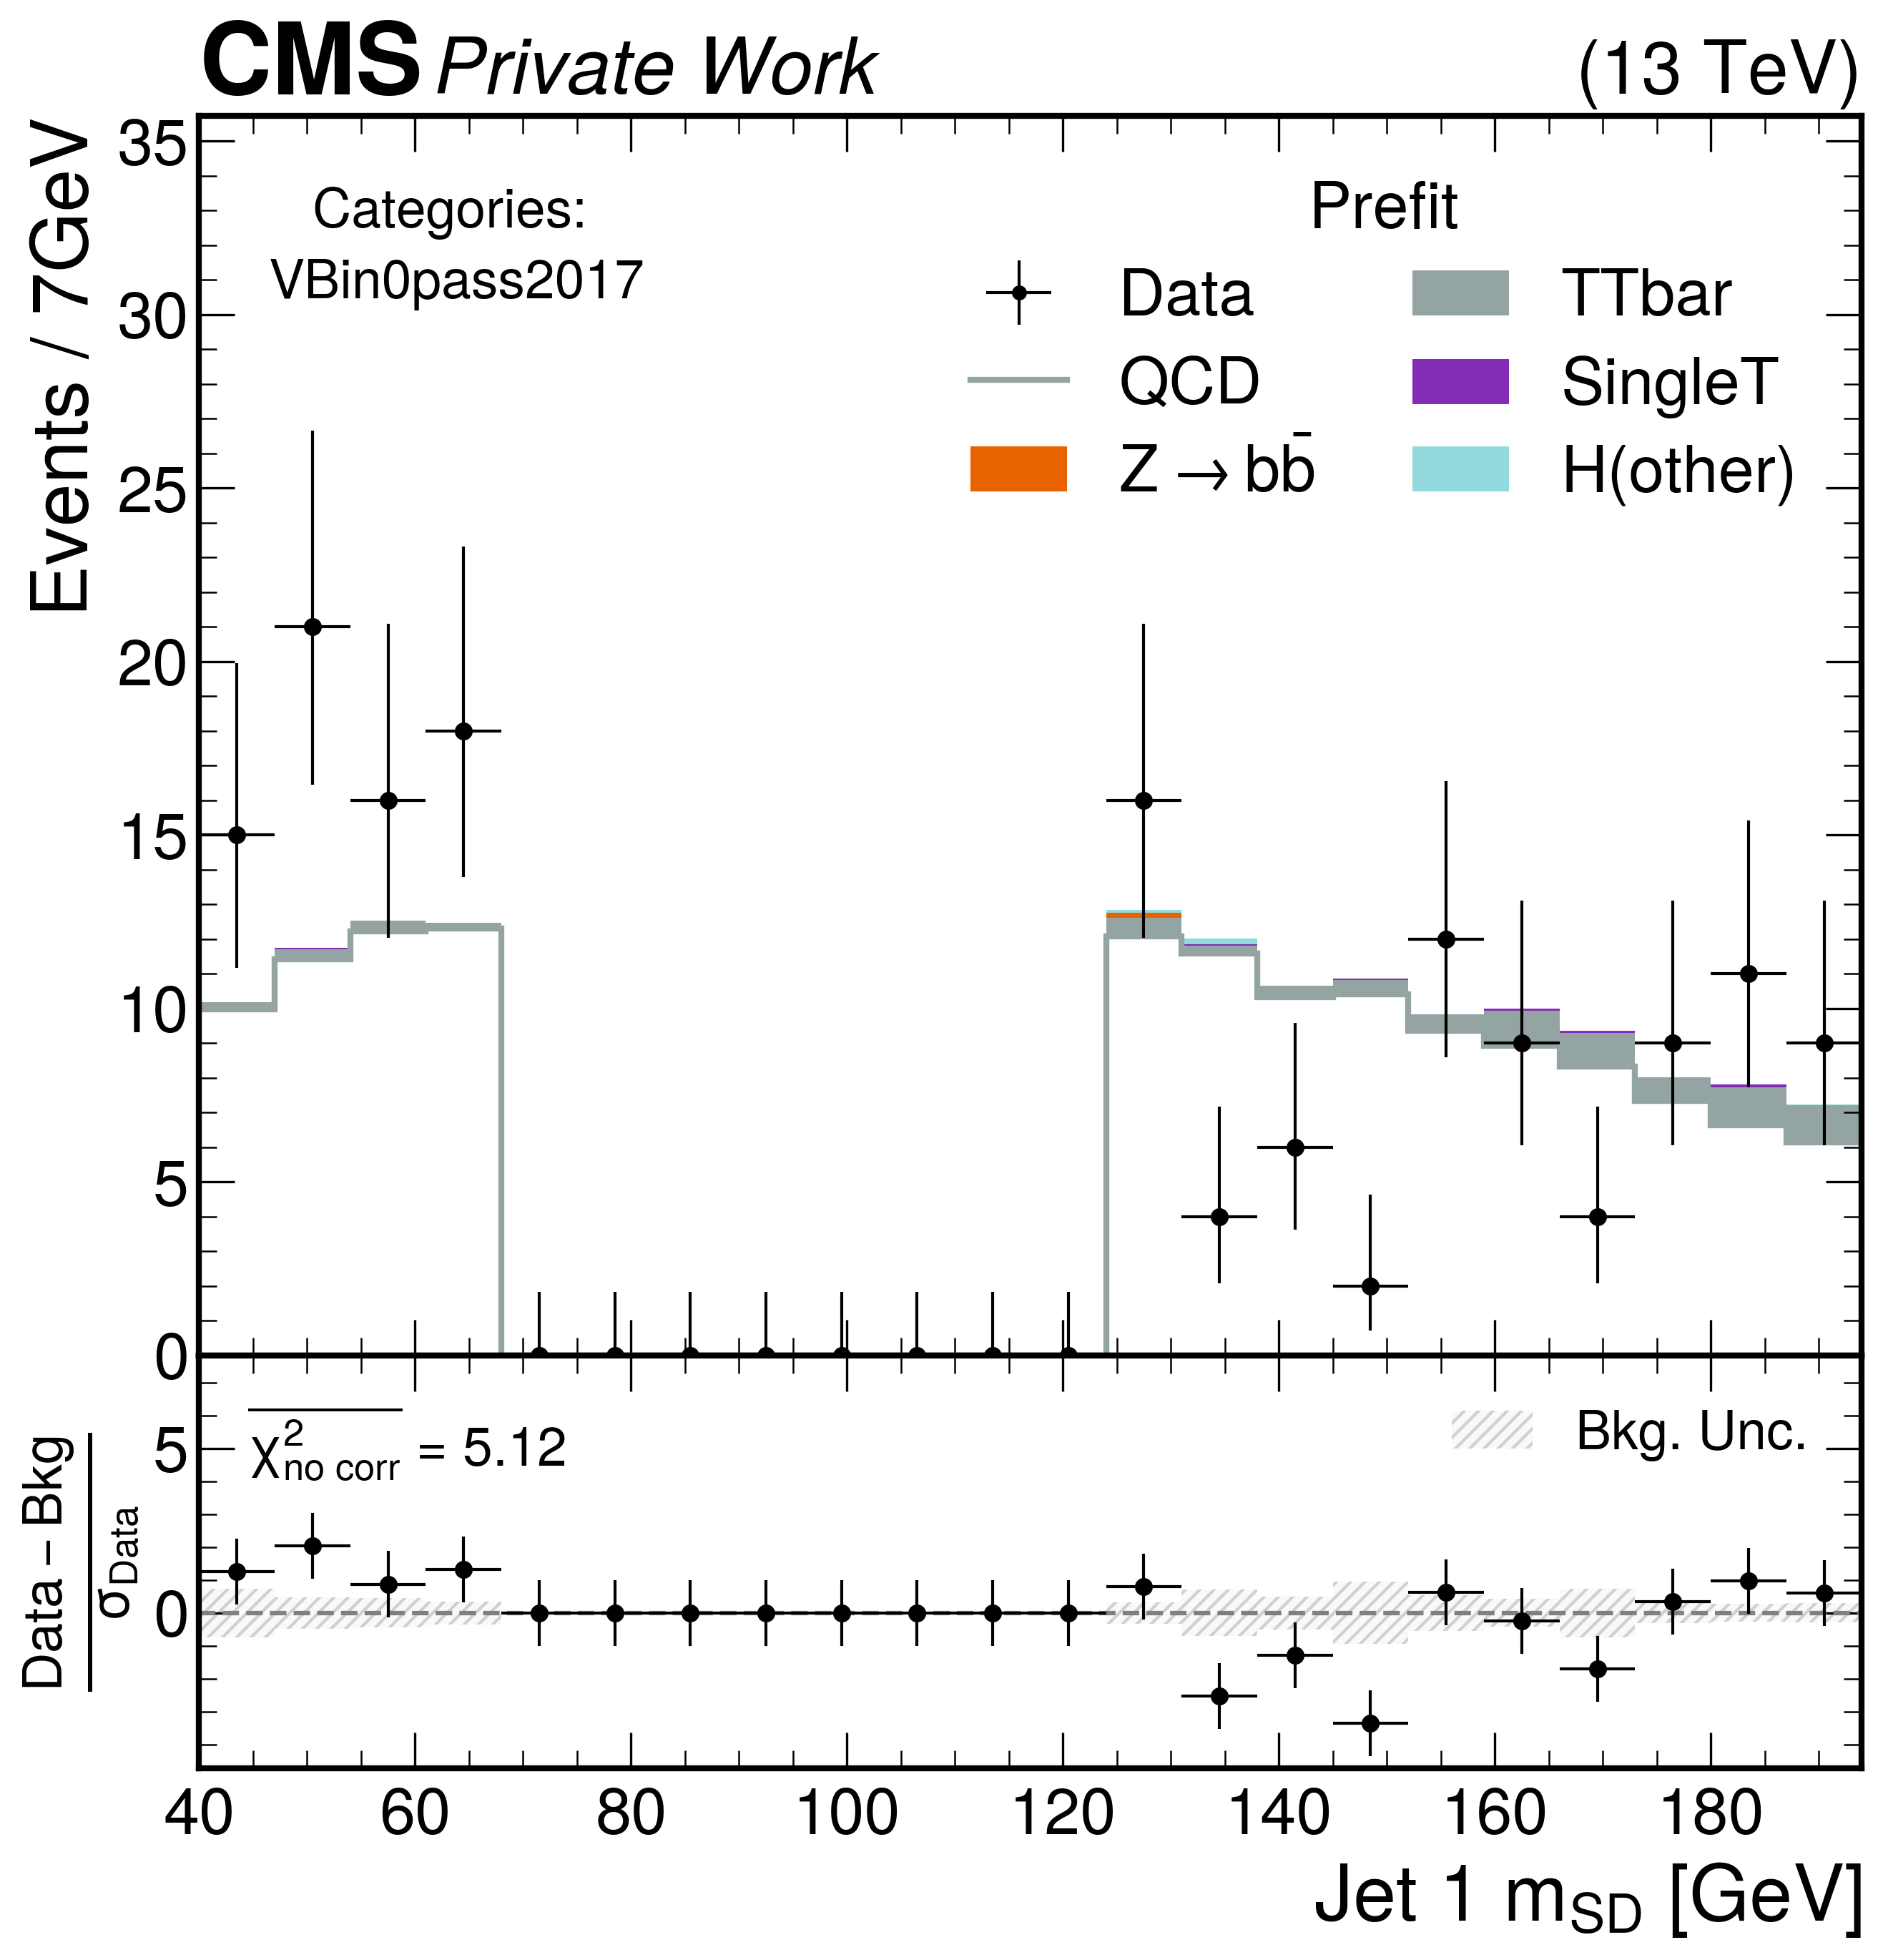 CMS Private Work (13 TeV)
Events / 7GeV
35
30
25
20
15
10
5
0
Categories:
VBin0pass2017
Prefit
Data
QCD
Z → bb̄
TTbar
SingleT
H(other)
Data − Bkg
σData
5
0
χ²no corr = 5.12
Bkg. Unc.
40 60 80 100 120 140 160 180
Jet 1 mSD [GeV]